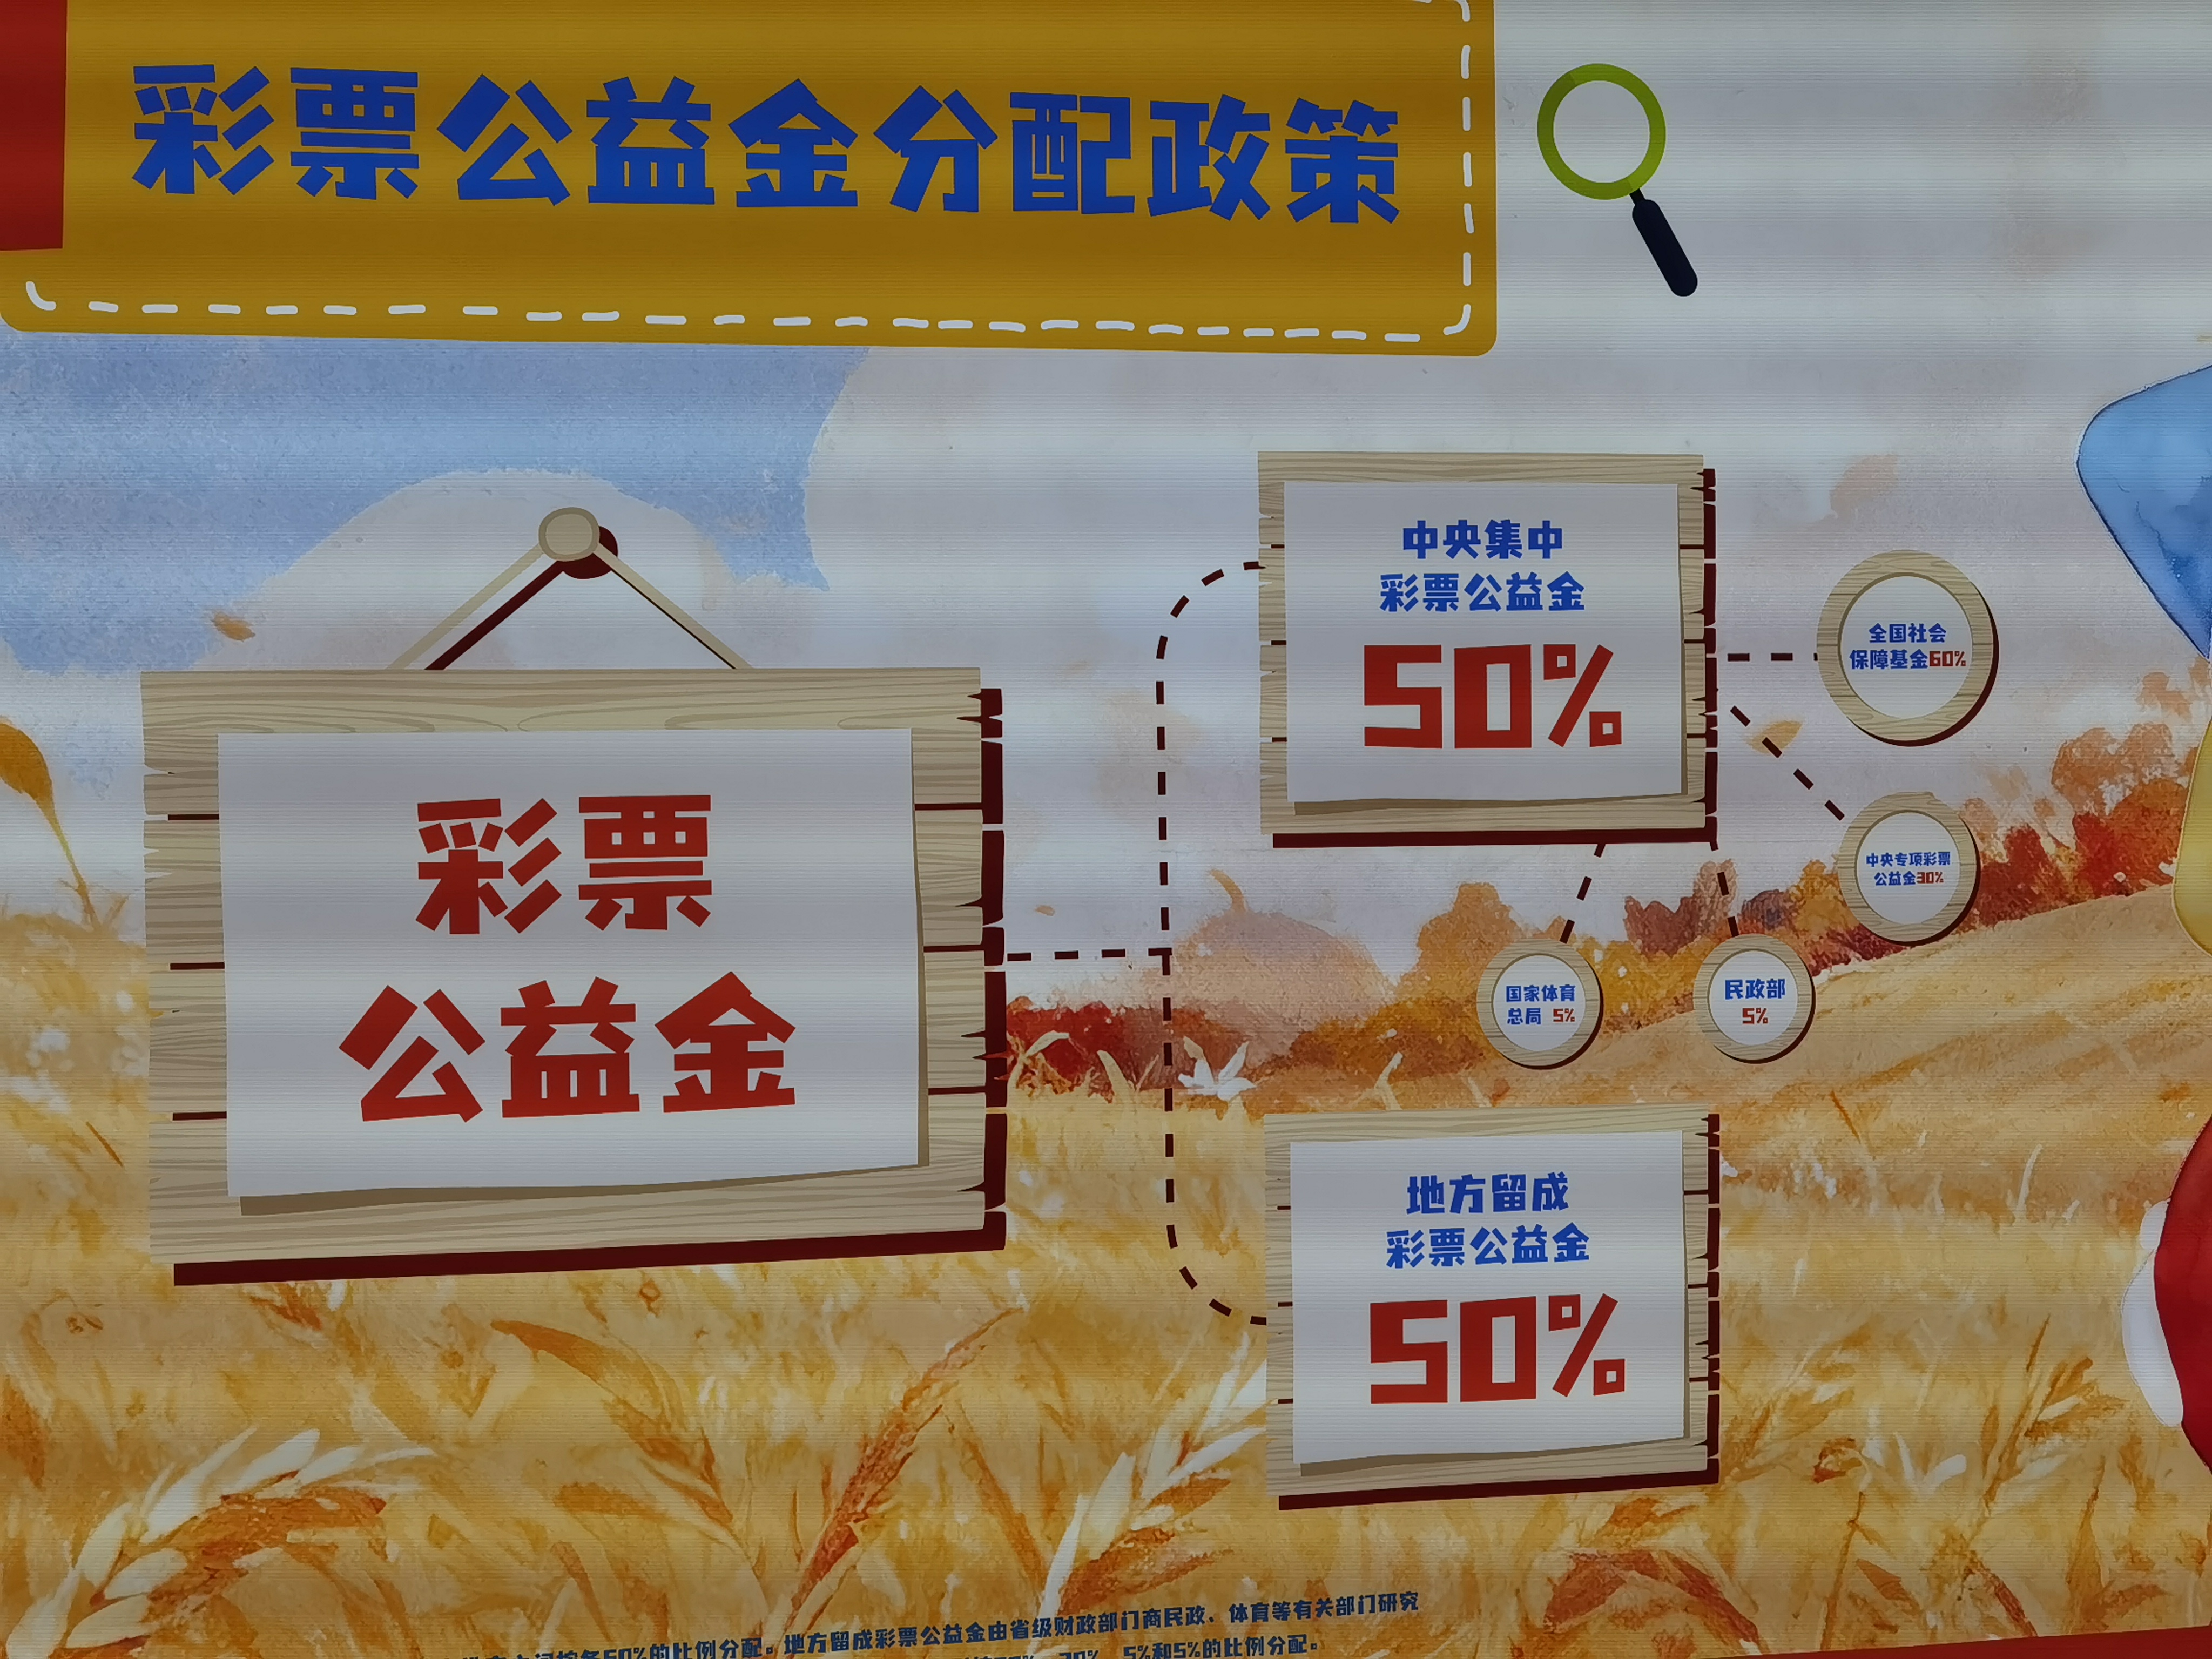 彩票公益金分配政策
彩票
公益金
中央集中
彩票公益金
50%
全国社会
保障基金60%
中央专项彩票
公益金30%
国家体育
总局 5%
民政部
5%
地方留成
彩票公益金
50%
的比例分配。地方留成彩票公益金由省级财政部门商民政、体育等有关部门研究
5%和5%的比例分配。